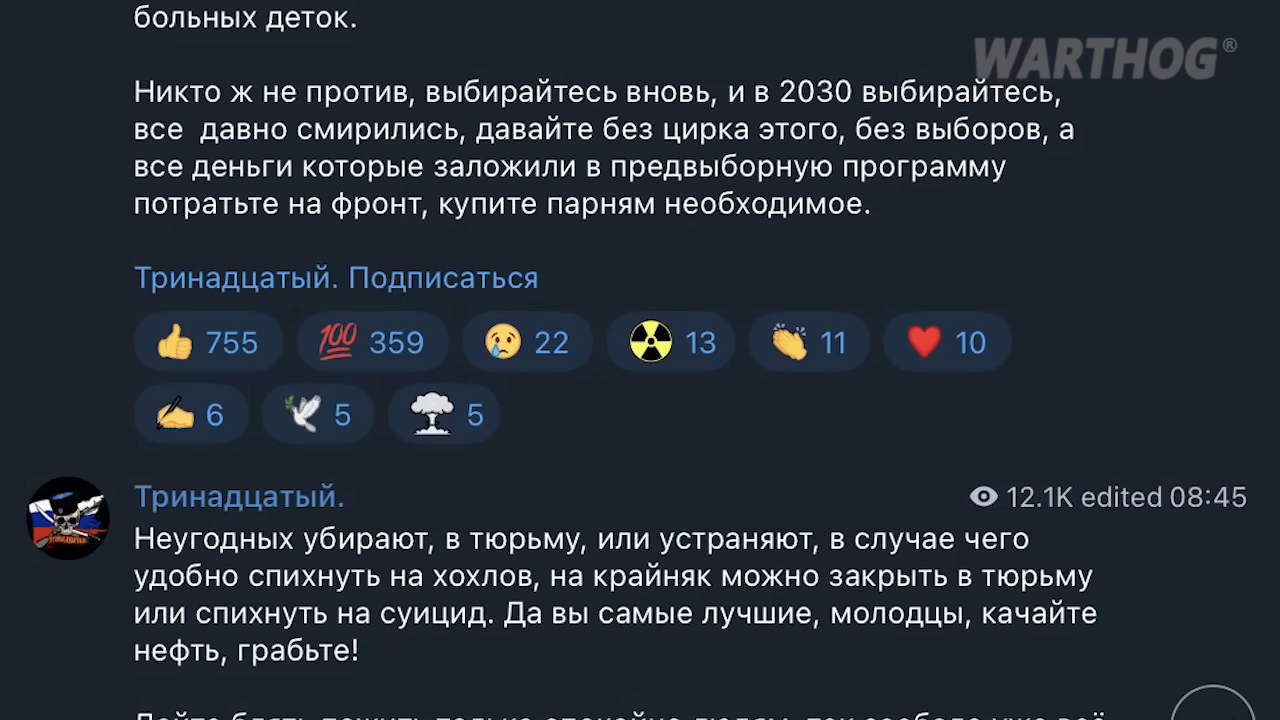 больных деток.
WARTHOG®
Никто ж не против, выбирайтесь вновь, и в 2030 выбирайтесь,
все давно смирились, давайте без цирка этого, без выборов, а
все деньги которые заложили в предвыборную программу
потратьте на фронт, купите парням необходимое.
Тринадцатый. Подписаться
755 359 22 13 11 10
6 5 5
Тринадцатый. 12.1K edited 08:45
Неугодных убирают, в тюрьму, или устраняют, в случае чего
удобно спихнуть на хохлов, на крайняк можно закрыть в тюрьму
или спихнуть на суицид. Да вы самые лучшие, молодцы, качайте
нефть, грабьте!